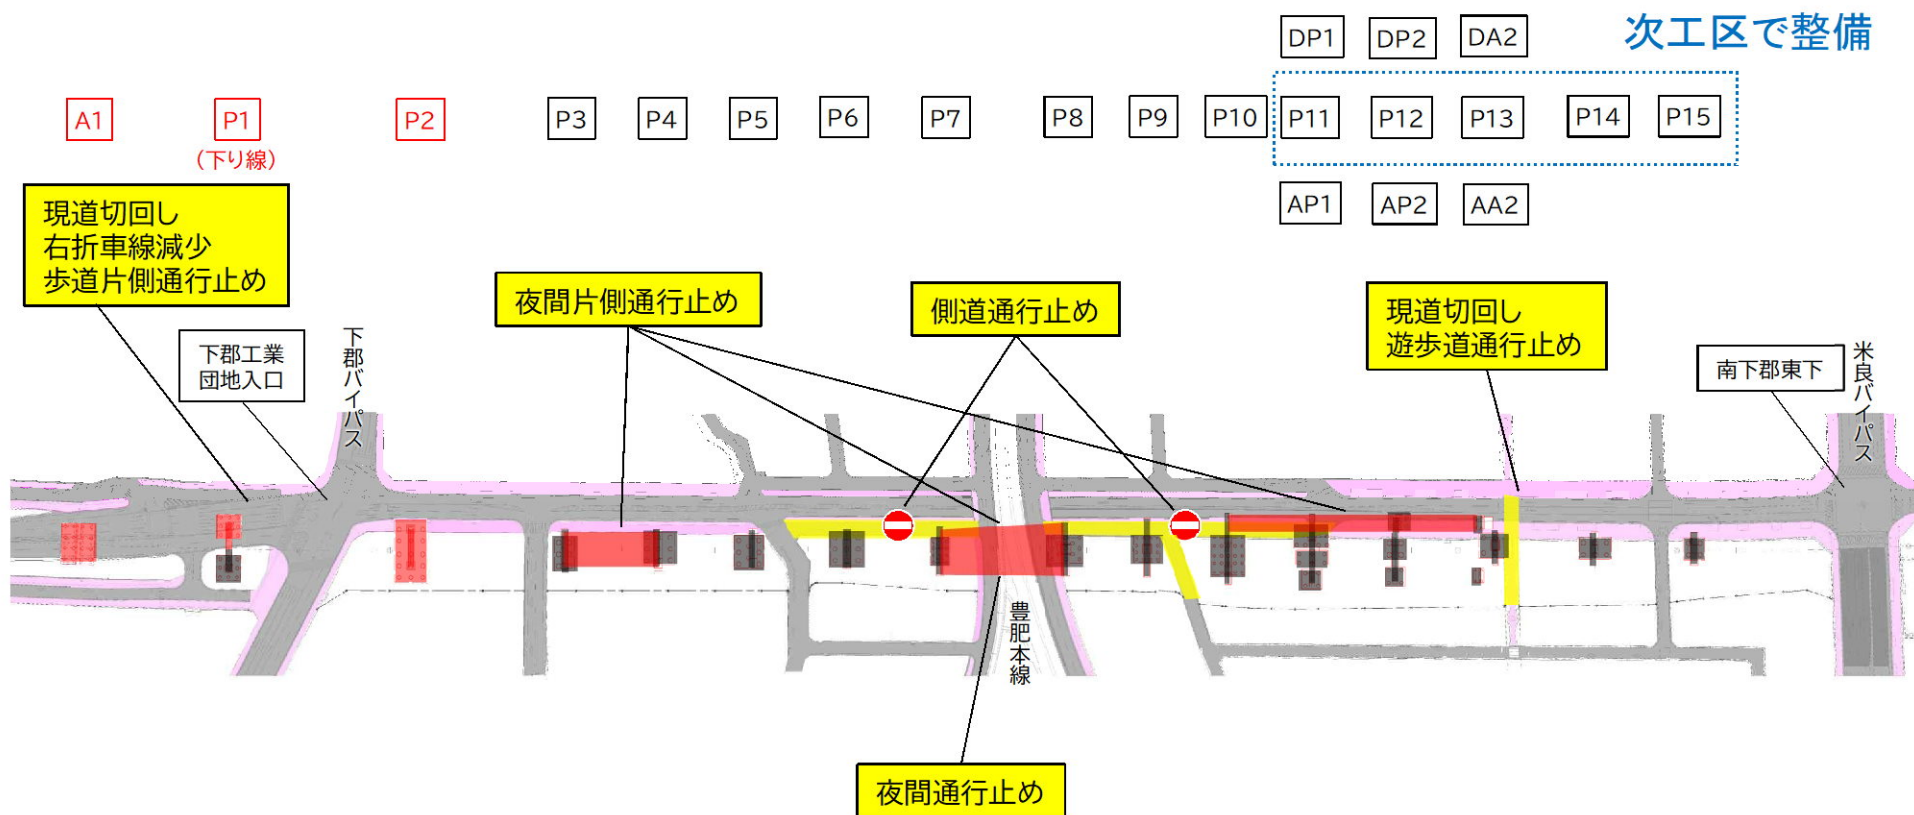 次工区で整備
DP1
DP2
DA2
A1
P1
(下り線)
P2
P3
P4
P5
P6
P7
P8
P9
P10
P11
P12
P13
P14
P15
AP1
AP2
AA2
現道切回し
右折車線減少
歩道片側通行止め
夜間片側通行止め
側道通行止め
現道切回し
遊歩道通行止め
下郡工業
団地入口
下郡バイパス
南下郡東下
米良バイパス
豊肥本線
夜間通行止め